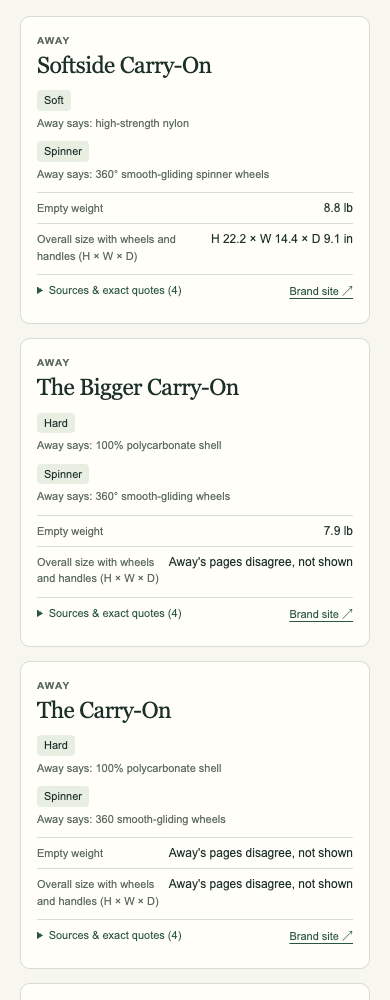 AWAY
Softside Carry-On
Soft
Away says: high-strength nylon
Spinner
Away says: 360° smooth-gliding spinner wheels
Empty weight 8.8 lb
Overall size with wheels and handles (H × W × D) H 22.2 × W 14.4 × D 9.1 in
▶ Sources & exact quotes (4) Brand site ↗
AWAY
The Bigger Carry-On
Hard
Away says: 100% polycarbonate shell
Spinner
Away says: 360° smooth-gliding wheels
Empty weight 7.9 lb
Overall size with wheels and handles (H × W × D) Away's pages disagree, not shown
▶ Sources & exact quotes (4) Brand site ↗
AWAY
The Carry-On
Hard
Away says: 100% polycarbonate shell
Spinner
Away says: 360 smooth-gliding wheels
Empty weight Away's pages disagree, not shown
Overall size with wheels and handles (H × W × D) Away's pages disagree, not shown
▶ Sources & exact quotes (4) Brand site ↗